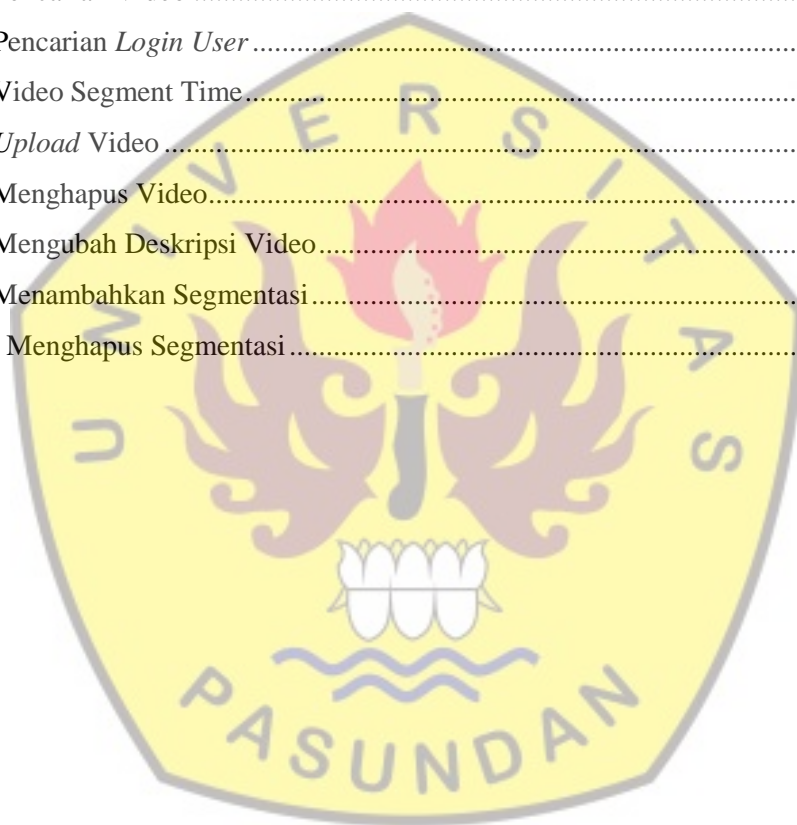 Pencarian Login User ........................................................................
Video Segment Time........................................................................
Upload Video ........................................................................
Menghapus Video........................................................................
Mengubah Deskripsi Video........................................................................
Menambahkan Segmentasi ........................................................................
Menghapus Segmentasi ........................................................................
UNIVERSITAS
PASUNDAN